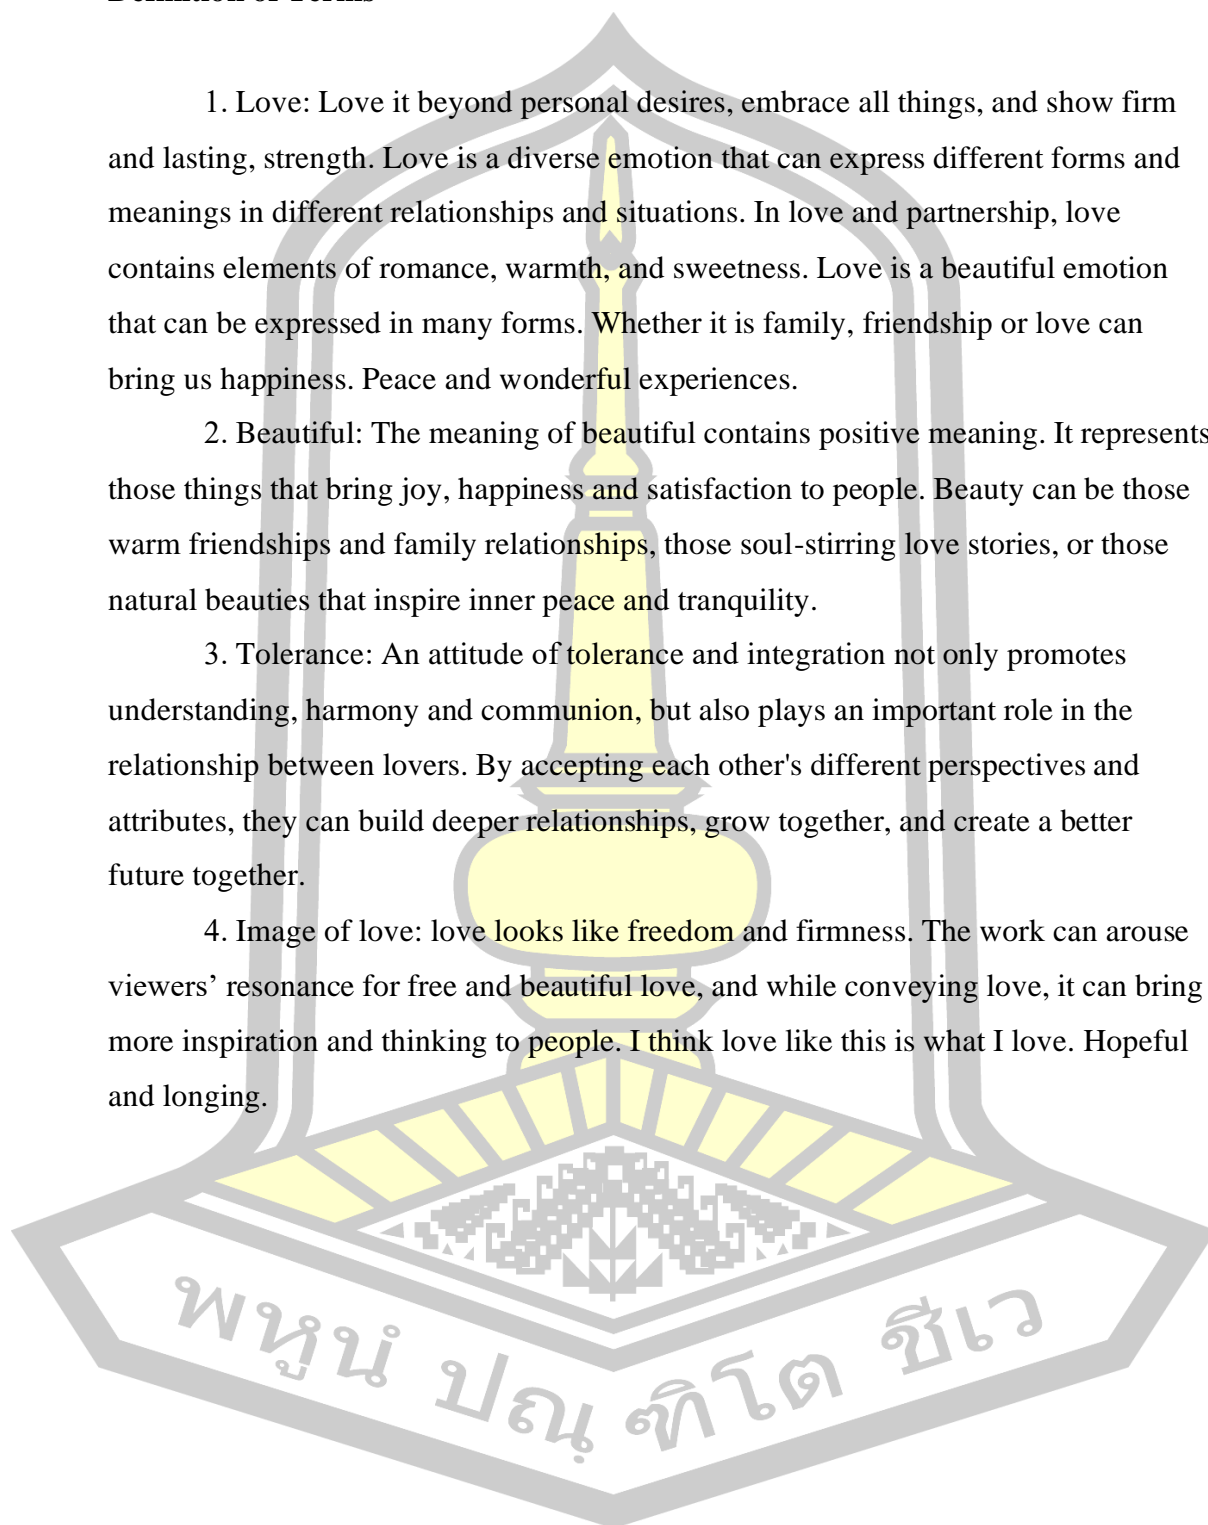 Definition of Terms
1. Love: Love it beyond personal desires, embrace all things, and show firm
and lasting, strength. Love is a diverse emotion that can express different forms and
meanings in different relationships and situations. In love and partnership, love
contains elements of romance, warmth, and sweetness. Love is a beautiful emotion
that can be expressed in many forms. Whether it is family, friendship or love can
bring us happiness. Peace and wonderful experiences.
2. Beautiful: The meaning of beautiful contains positive meaning. It represents
those things that bring joy, happiness and satisfaction to people. Beauty can be those
warm friendships and family relationships, those soul-stirring love stories, or those
natural beauties that inspire inner peace and tranquility.
3. Tolerance: An attitude of tolerance and integration not only promotes
understanding, harmony and communion, but also plays an important role in the
relationship between lovers. By accepting each other's different perspectives and
attributes, they can build deeper relationships, grow together, and create a better
future together.
4. Image of love: love looks like freedom and firmness. The work can arouse
viewers’ resonance for free and beautiful love, and while conveying love, it can bring
more inspiration and thinking to people. I think love like this is what I love. Hopeful
and longing.
พหูนํ ปณฺฑิโต ชีเว